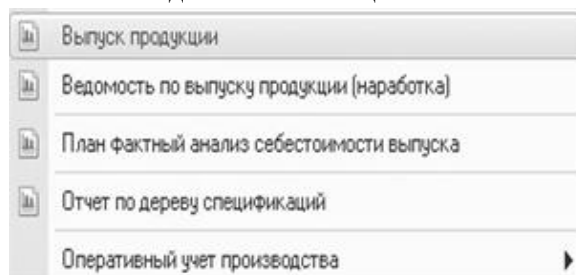 Выпуск продукции
Ведомость по выпуску продукции (наработка)
План фактный анализ себестоимости выпуска
Отчет по дереву спецификаций
Оперативный учет производства